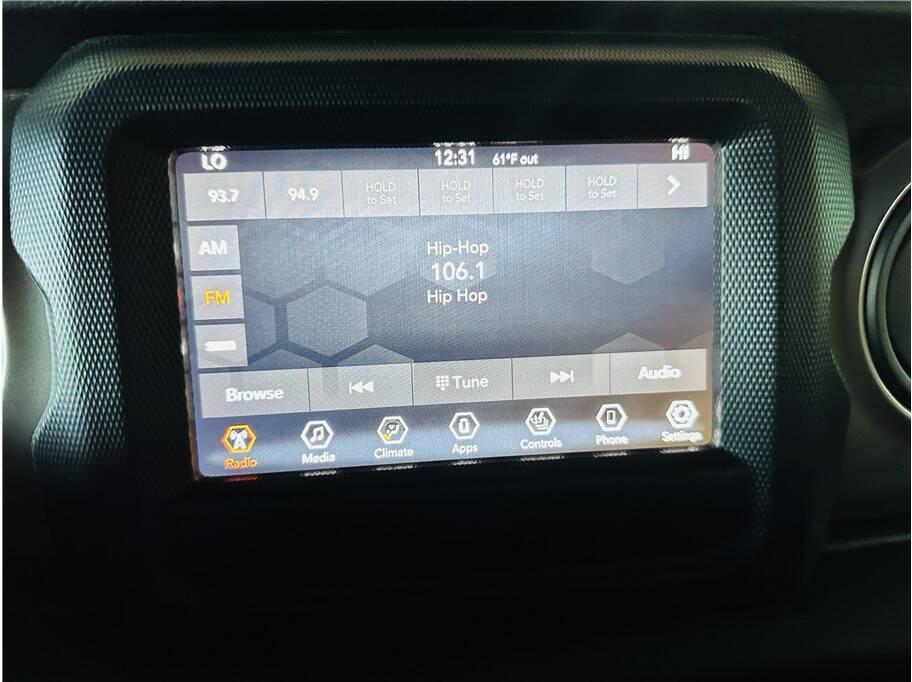 LO 12:31 61°F out HI
93.7 94.9 HOLD to Set HOLD to Set HOLD to Set HOLD to Set
AM
Hip-Hop
106.1
FM
Hip Hop
Browse Tune Audio
Radio Media Climate Apps Controls Phone Settings